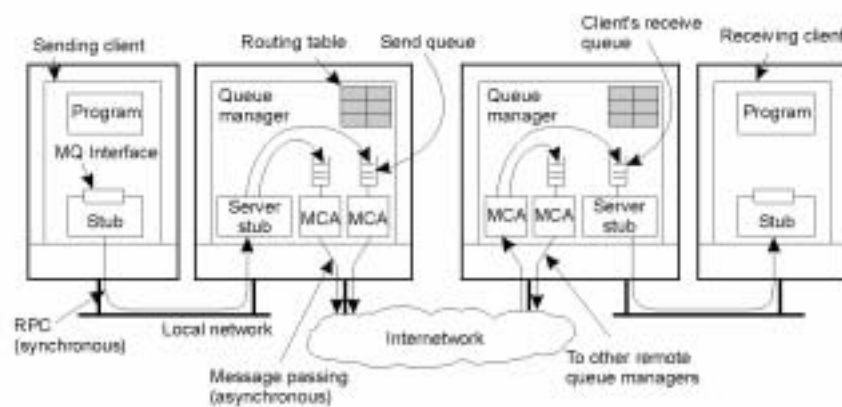 Sending client
Routing table
Send queue
Client's receive
queue
Receiving client
Program
MQ Interface
Stub
Queue
manager
Server
stub
MCA
MCA
Queue
manager
MCA
MCA
Server
stub
Program
Stub
RPC
(synchronous)
Local network
Message passing
(asynchronous)
Internetwork
To other remote
queue managers